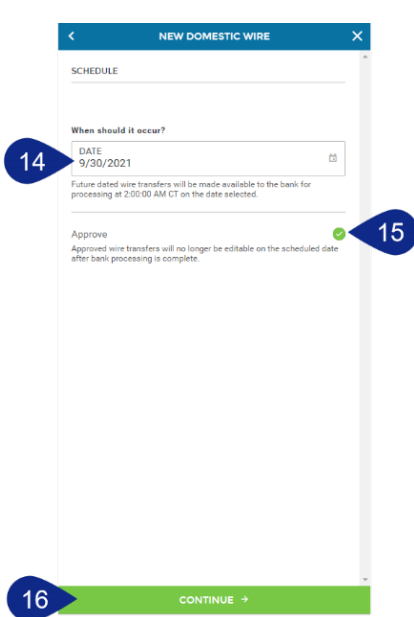 NEW DOMESTIC WIRE
SCHEDULE
When should it occur?
DATE
14
9/30/2021
Future dated wire transfers will be made available to the bank for
processing at 2:00:00 AM CT on the date selected.
Approve
15
Approved wire transfers will no longer be editable on the scheduled date
after bank processing is complete.
16
CONTINUE →